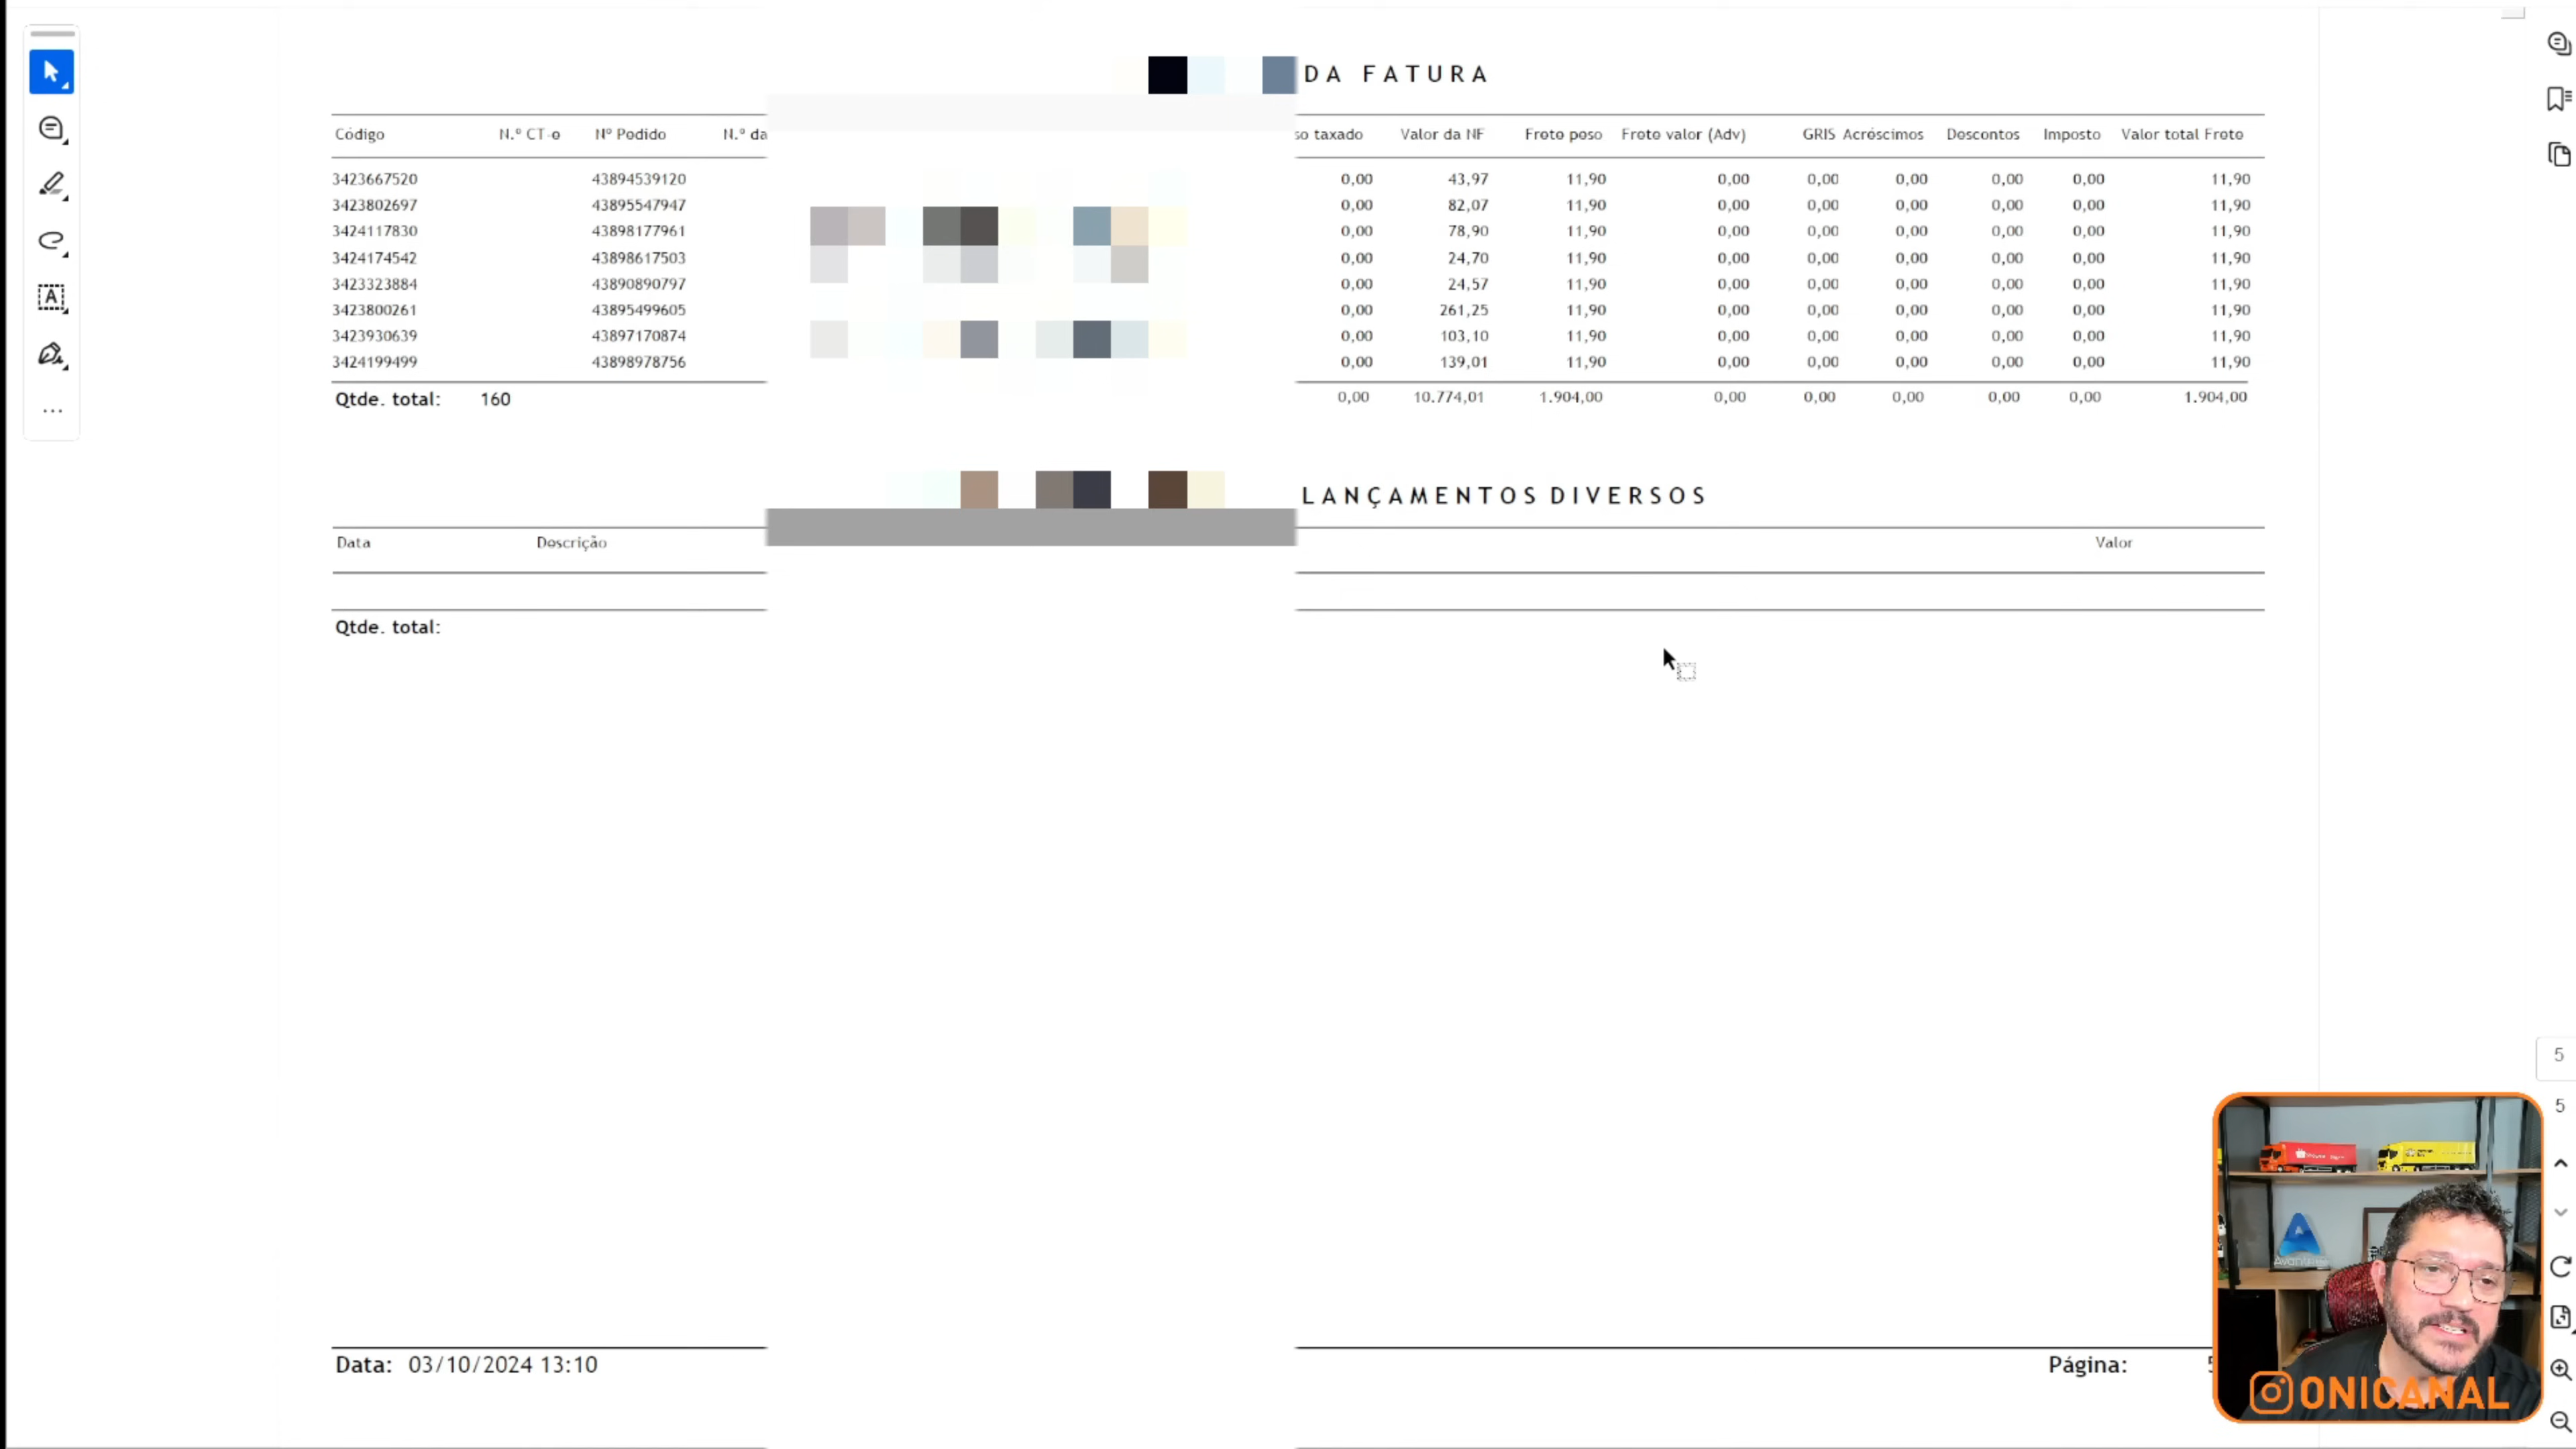 DA FATURA
Código N.º CT-e Nº Pedido N.º da so taxado Valor da NF Frete peso Frete valor (Adv) GRIS Acréscimos Descontos Imposto Valor total Frete
3423667520 43894539120 0,00 43,97 11,90 0,00 0,00 0,00 0,00 0,00 11,90
3423802697 43895547947 0,00 82,07 11,90 0,00 0,00 0,00 0,00 0,00 11,90
3424117830 43898177961 0,00 78,90 11,90 0,00 0,00 0,00 0,00 0,00 11,90
3424174542 43898617503 0,00 24,70 11,90 0,00 0,00 0,00 0,00 0,00 11,90
3423323884 43890890797 0,00 24,57 11,90 0,00 0,00 0,00 0,00 0,00 11,90
3423800261 43895499605 0,00 261,25 11,90 0,00 0,00 0,00 0,00 0,00 11,90
3423930639 43897170874 0,00 103,10 11,90 0,00 0,00 0,00 0,00 0,00 11,90
3424199499 43898978756 0,00 139,01 11,90 0,00 0,00 0,00 0,00 0,00 11,90
Qtde. total: 160 0,00 10.774,01 1.904,00 0,00 0,00 0,00 0,00 0,00 1.904,00
LANÇAMENTOS DIVERSOS
Data Descrição Valor
Qtde. total:
5
5
Data: 03/10/2024 13:10 Página:
ONICANAL